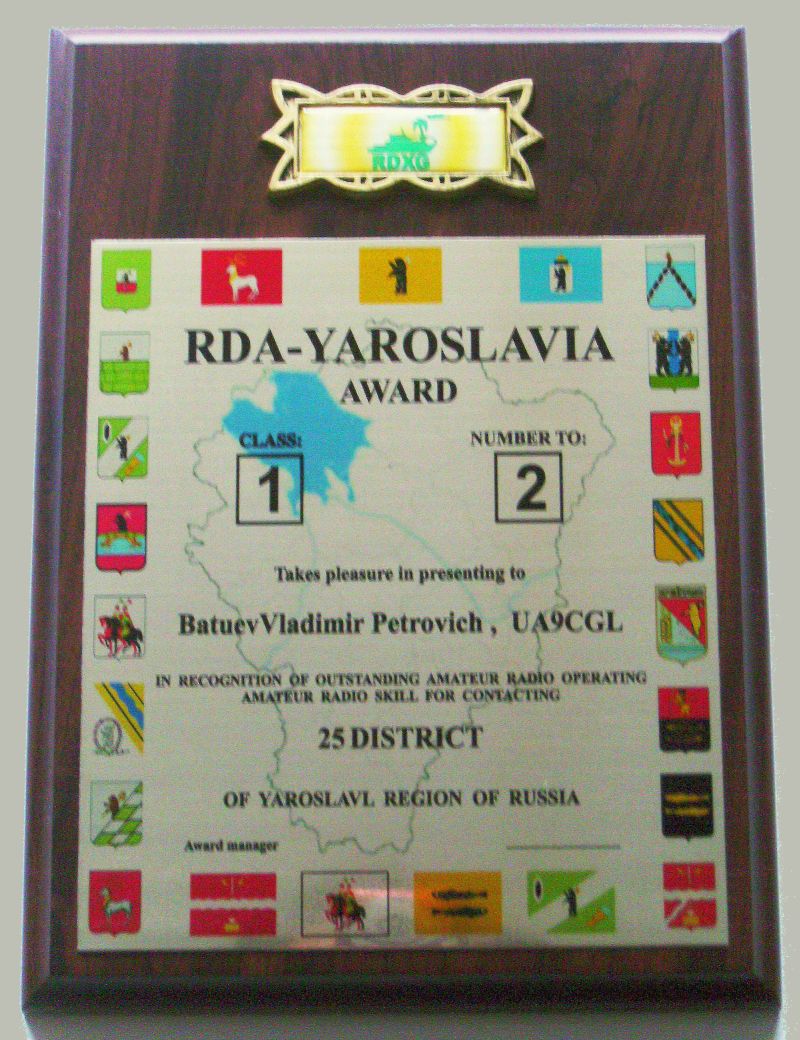 RDXG
RDA-YAROSLAVIA
AWARD
CLASS: NUMBER TO:
1 2
Takes pleasure in presenting to
BatuevVladimir Petrovich , UA9CGL
IN RECOGNITION OF OUTSTANDING AMATEUR RADIO OPERATING
AMATEUR RADIO SKILL FOR CONTACTING
25 DISTRICT
OF YAROSLAVL REGION OF RUSSIA
Award manager